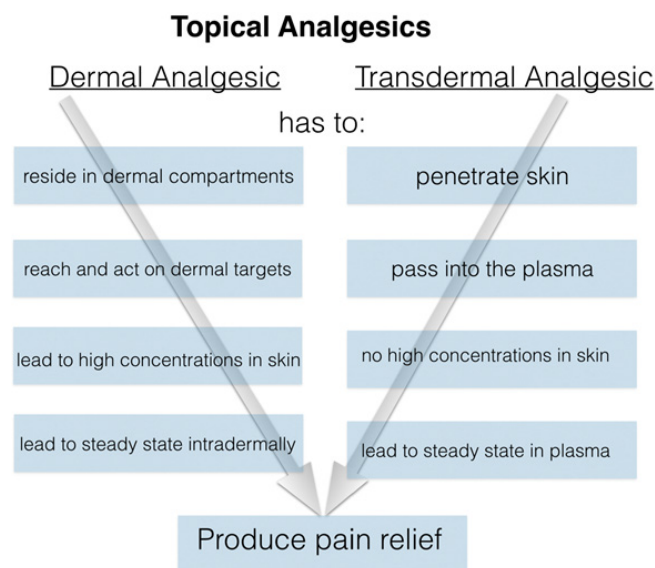 Topical Analgesics
Dermal Analgesic
Transdermal Analgesic
has to:
reside in dermal compartments
penetrate skin
reach and act on dermal targets
pass into the plasma
lead to high concentrations in skin
no high concentrations in skin
lead to steady state intradermally
lead to steady state in plasma
Produce pain relief